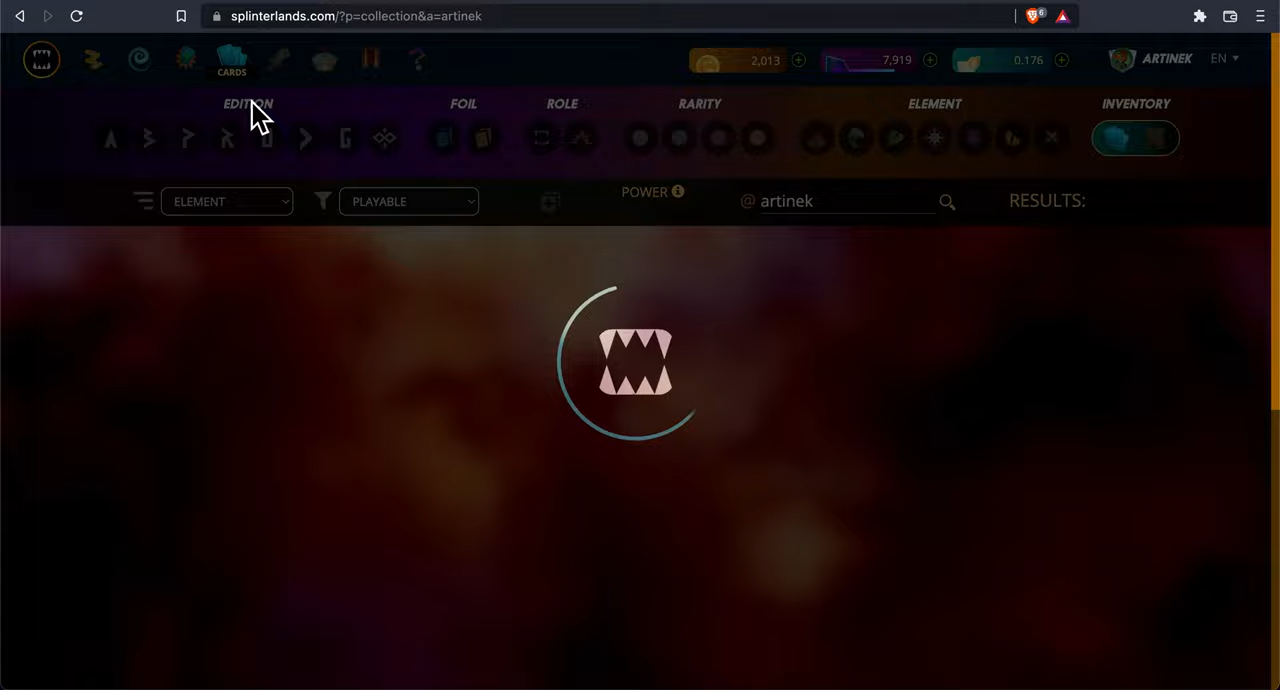 splinterlands.com/?p=collection&a=artinek
6
CARDS
2,013
7,919
0.176
ARTINEK
EN
EDITION
FOIL
ROLE
RARITY
ELEMENT
INVENTORY
ELEMENT
PLAYABLE
POWER
@ artinek
RESULTS: